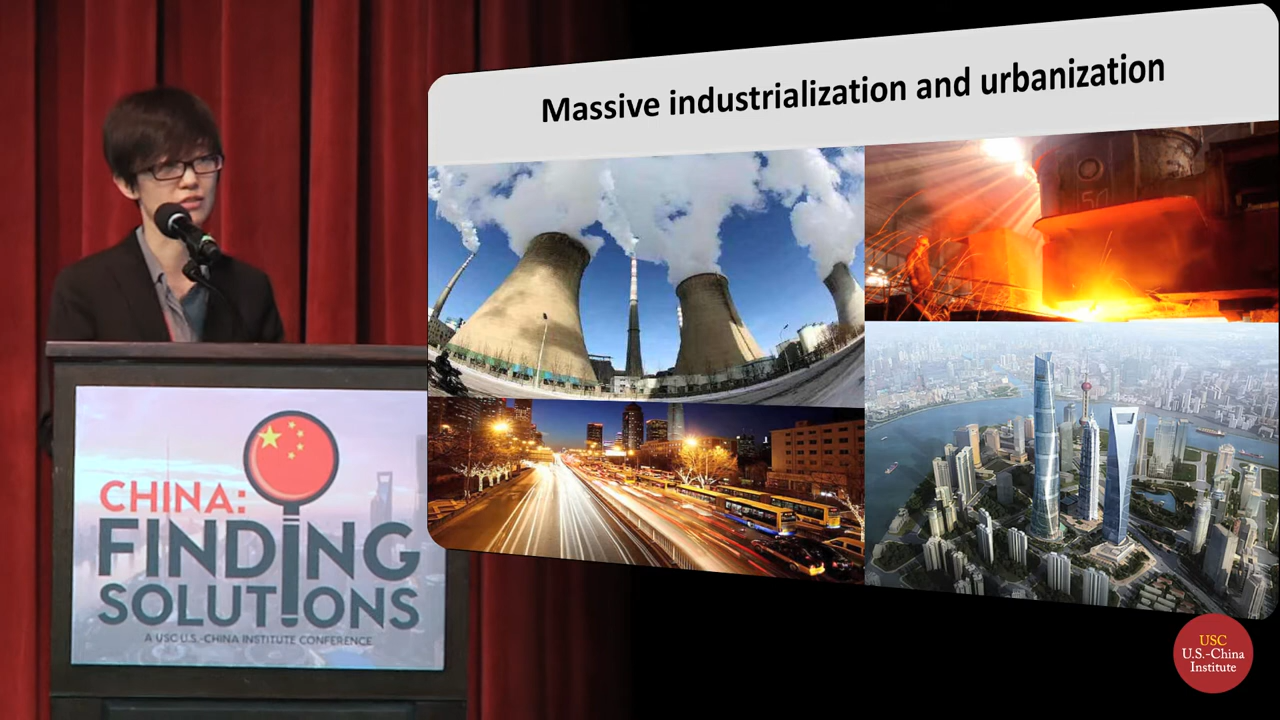 Massive industrialization and urbanization
CHINA:
FINDING
SOLUTIONS
A USC U.S.-CHINA INSTITUTE CONFERENCE
USC
U.S.-China
Institute